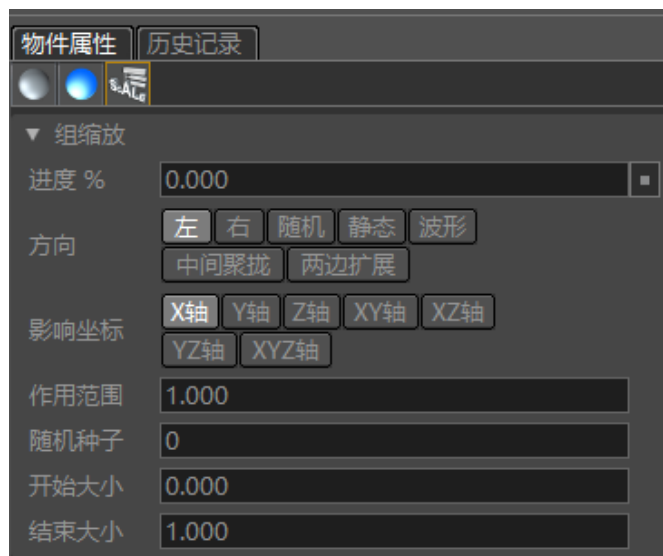 物件属性 历史记录
SCALE
▼ 组缩放
进度 % 0.000
方向 左 右 随机 静态 波形
中间聚拢 两边扩展
影响坐标 X轴 Y轴 Z轴 XY轴 XZ轴
YZ轴 XYZ轴
作用范围 1.000
随机种子 0
开始大小 0.000
结束大小 1.000